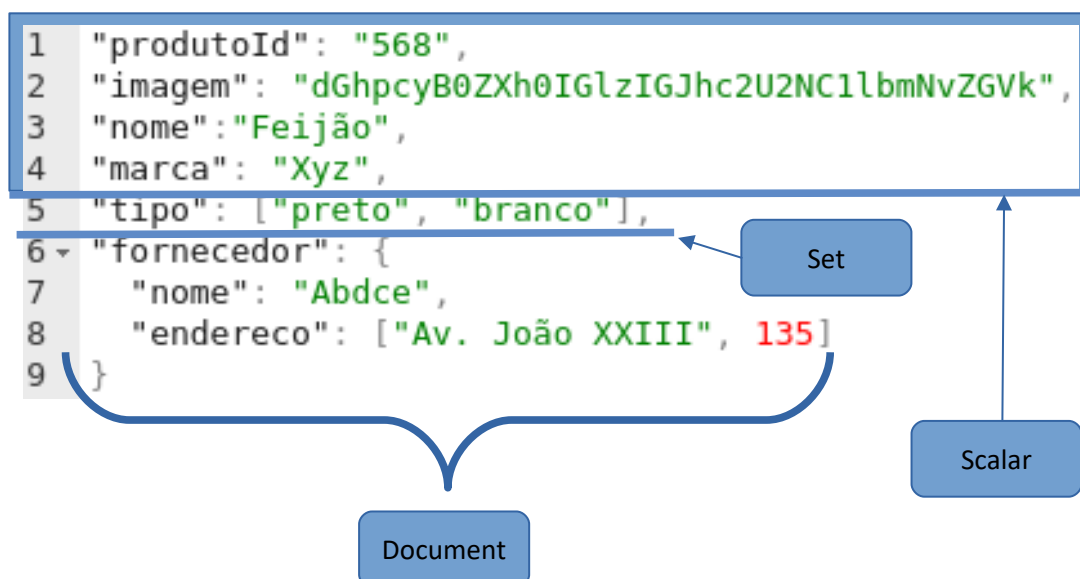 1 "produtoId": "568",
2 "imagem": "dGhpcyB0ZXh0IGlzIGJhc2U2NC1lbmNvZGVk",
3 "nome":"Feijão",
4 "marca": "Xyz",
5 "tipo": ["preto", "branco"],
6 "fornecedor": {
7 "nome": "Abdce",
8 "endereco": ["Av. João XXIII", 135]
9 }
Set
Scalar
Document